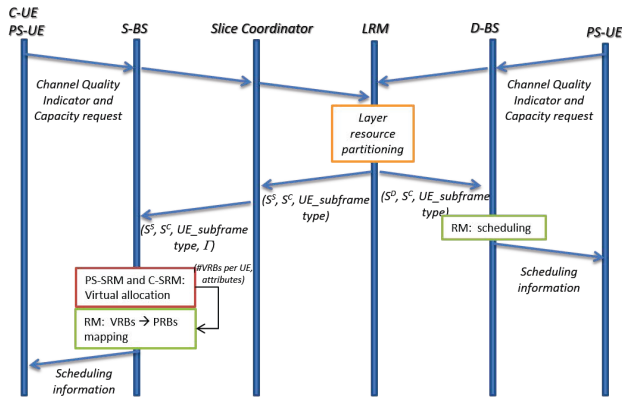 C-UE
PS-UE
S-BS
Slice Coordinator
LRM
D-BS
PS-UE
Channel Quality
Indicator and
Capacity request
Channel Quality
Indicator and
Capacity request
Layer
resource
partitioning
(S^S, S^C, UE_subframe
type)
(S^D, S^C, UE_subframe
type)
(S^S, S^C, UE_subframe
type, Γ)
RM: scheduling
Scheduling
information
PS-SRM and C-SRM:
Virtual allocation
(#VRBs per UE,
attributes)
RM: VRBs → PRBs
mapping
Scheduling
information